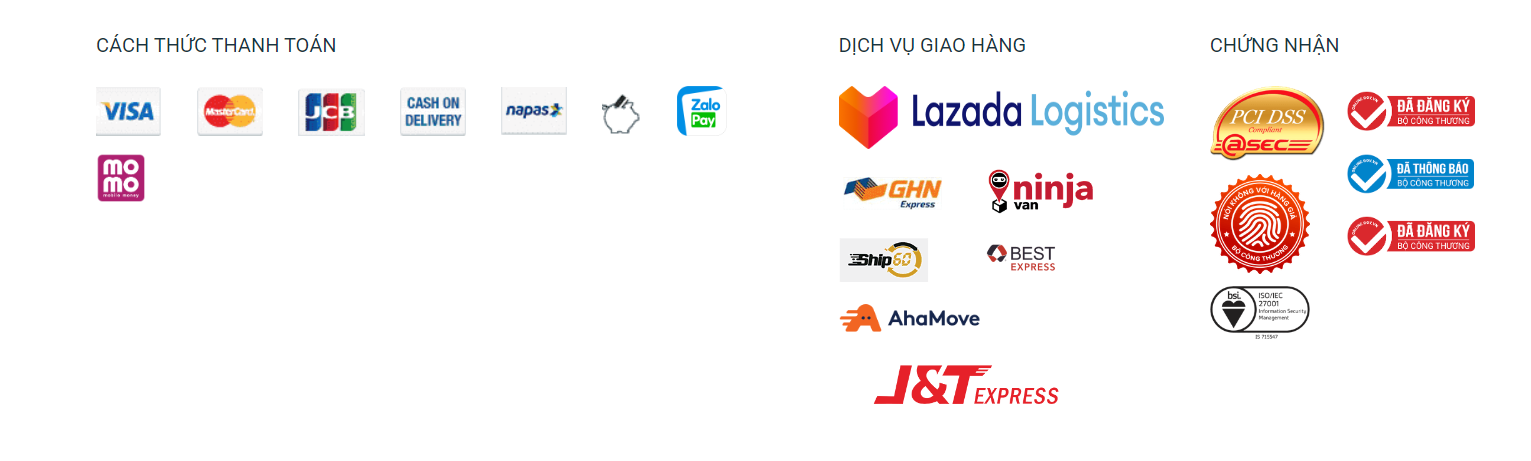 CÁCH THỨC THANH TOÁN
VISA
MasterCard
JCB
CASH ON
DELIVERY
napas
Zalo
Pay
mo
mo
mobile money
DỊCH VỤ GIAO HÀNG
Lazada Logistics
GHN
Express
ninja
van
Ship60
BEST
EXPRESS
AhaMove
J&T EXPRESS
CHỨNG NHẬN
PCI DSS
Compliant
@SEC
ĐÃ ĐĂNG KÝ
BỘ CÔNG THƯƠNG
NÓI KHÔNG VỚI HÀNG GIẢ
BỘ CÔNG THƯƠNG
ĐÃ THÔNG BÁO
BỘ CÔNG THƯƠNG
ĐÃ ĐĂNG KÝ
BỘ CÔNG THƯƠNG
bsi.
ISO/IEC
27001
Information Security
Management